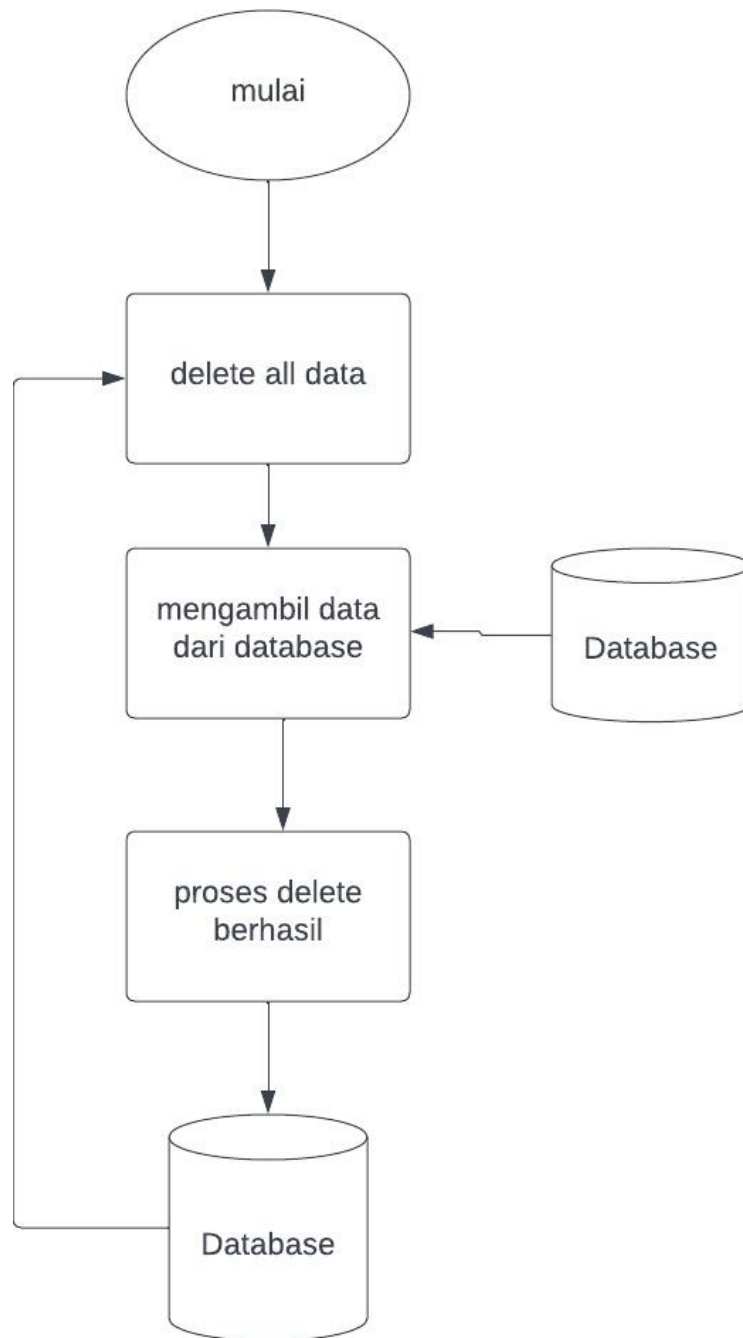 mulai
delete all data
mengambil data
dari database
Database
proses delete
berhasil
Database